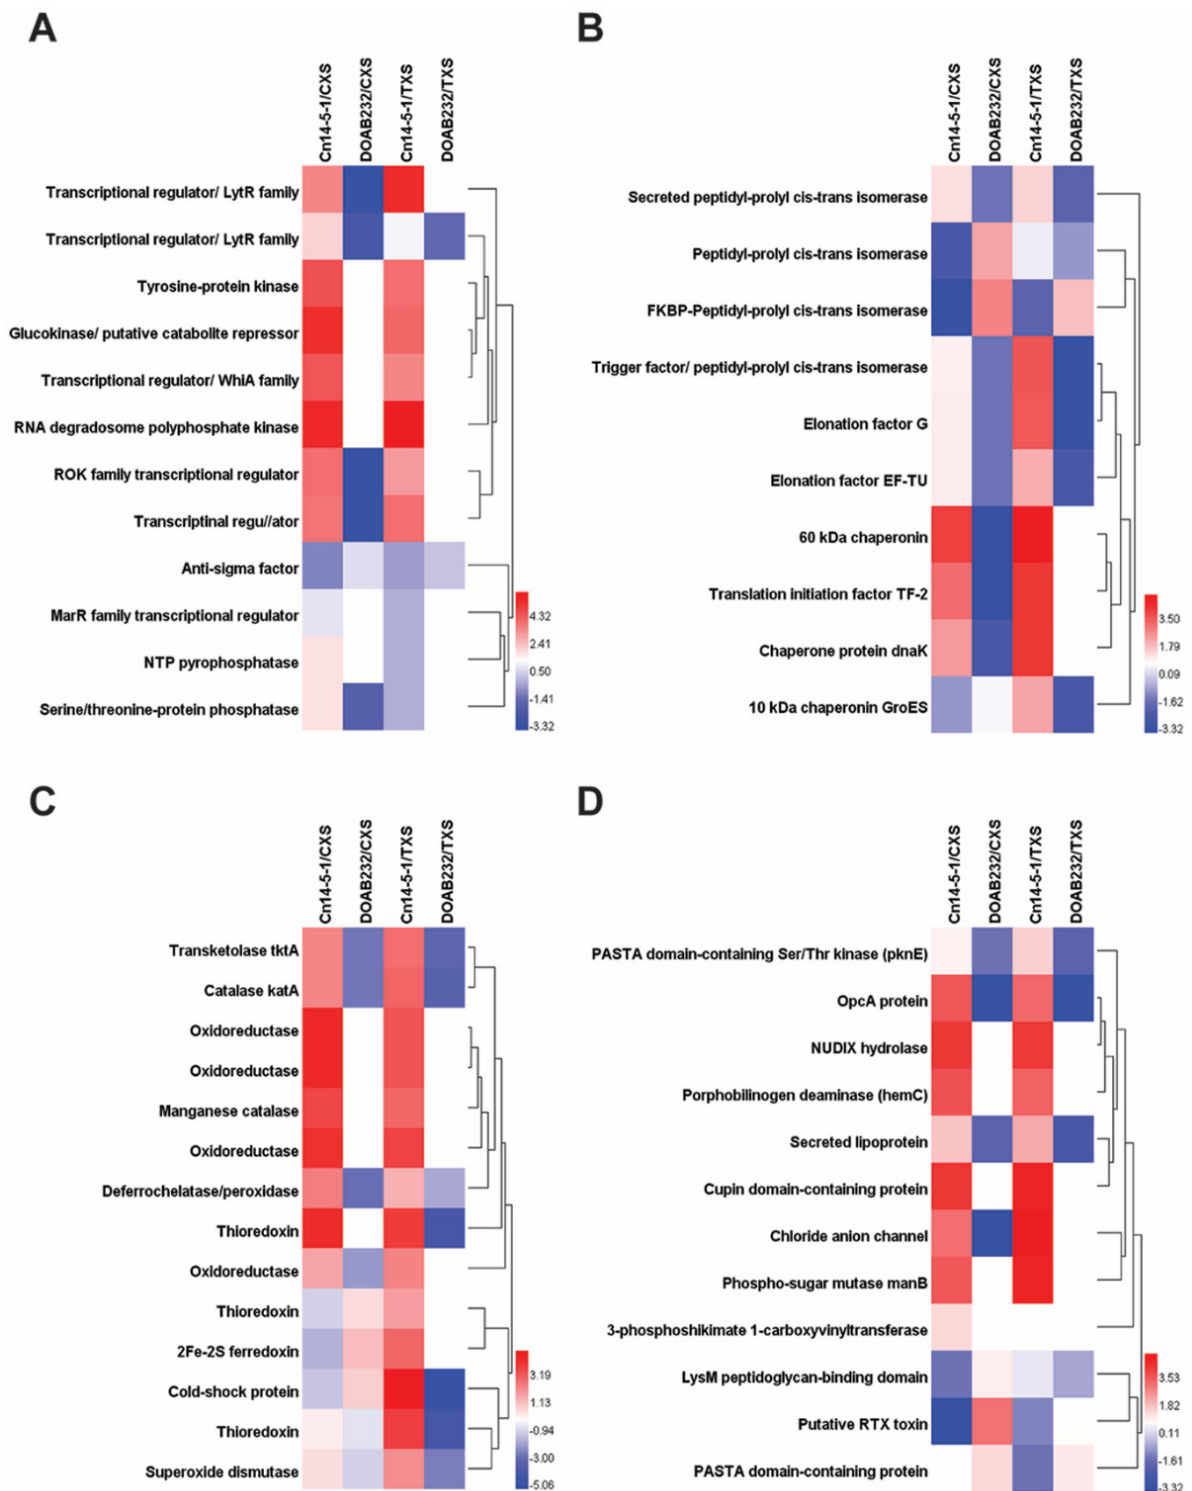 A
Cn14-5-1/CXS
DOAB232/CXS
Cn14-5-1/TXS
DOAB232/TXS
Transcriptional regulator/ LytR family
Transcriptional regulator/ LytR family
Tyrosine-protein kinase
Glucokinase/ putative catabolite repressor
Transcriptional regulator/ WhiA family
RNA degradosome polyphosphate kinase
ROK family transcriptional regulator
Transcriptinal regu//ator
Anti-sigma factor
MarR family transcriptional regulator
NTP pyrophosphatase
Serine/threonine-protein phosphatase
4.32
2.41
0.50
-1.41
-3.32
B
Cn14-5-1/CXS
DOAB232/CXS
Cn14-5-1/TXS
DOAB232/TXS
Secreted peptidyl-prolyl cis-trans isomerase
Peptidyl-prolyl cis-trans isomerase
FKBP-Peptidyl-prolyl cis-trans isomerase
Trigger factor/ peptidyl-prolyl cis-trans isomerase
Elonation factor G
Elonation factor EF-TU
60 kDa chaperonin
Translation initiation factor TF-2
Chaperone protein dnaK
10 kDa chaperonin GroES
3.50
1.79
0.09
-1.62
-3.32
C
Cn14-5-1/CXS
DOAB232/CXS
Cn14-5-1/TXS
DOAB232/TXS
Transketolase tktA
Catalase katA
Oxidoreductase
Oxidoreductase
Manganese catalase
Oxidoreductase
Deferrochelatase/peroxidase
Thioredoxin
Oxidoreductase
Thioredoxin
2Fe-2S ferredoxin
Cold-shock protein
Thioredoxin
Superoxide dismutase
3.19
1.13
-0.94
-3.00
-5.06
D
Cn14-5-1/CXS
DOAB232/CXS
Cn14-5-1/TXS
DOAB232/TXS
PASTA domain-containing Ser/Thr kinase (pknE)
OpcA protein
NUDIX hydrolase
Porphobilinogen deaminase (hemC)
Secreted lipoprotein
Cupin domain-containing protein
Chloride anion channel
Phospho-sugar mutase manB
3-phosphoshikimate 1-carboxyvinyltransferase
LysM peptidoglycan-binding domain
Putative RTX toxin
PASTA domain-containing protein
3.53
1.82
0.11
-1.61
-3.32